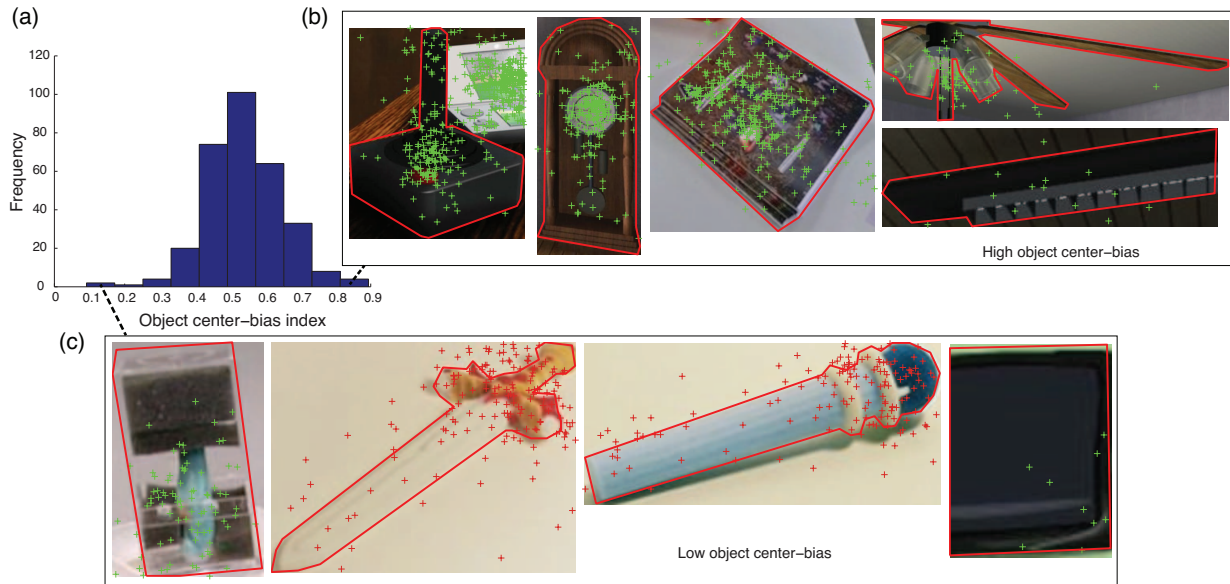 (a)
(b)
120
100
80
60
40
20
0
Frequency
0 0.1 0.2 0.3 0.4 0.5 0.6 0.7 0.8 0.9
Object center–bias index
High object center–bias
(c)
Low object center–bias